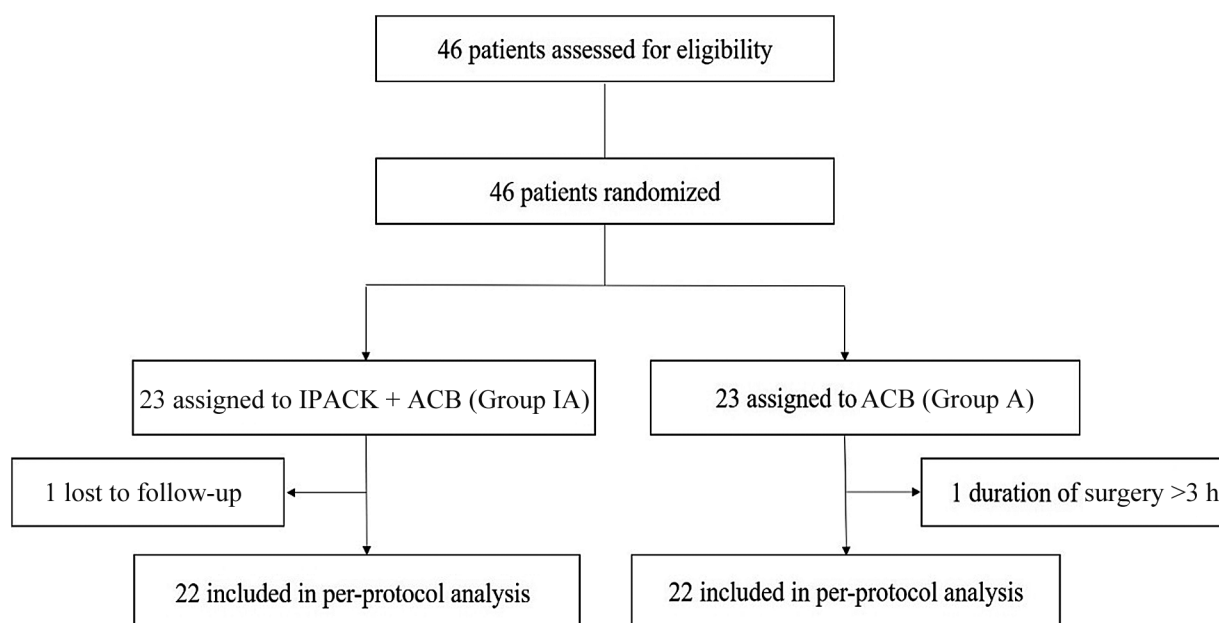 46 patients assessed for eligibility
46 patients randomized
23 assigned to IPACK + ACB (Group IA)
23 assigned to ACB (Group A)
1 lost to follow-up
1 duration of surgery >3 h
22 included in per-protocol analysis
22 included in per-protocol analysis